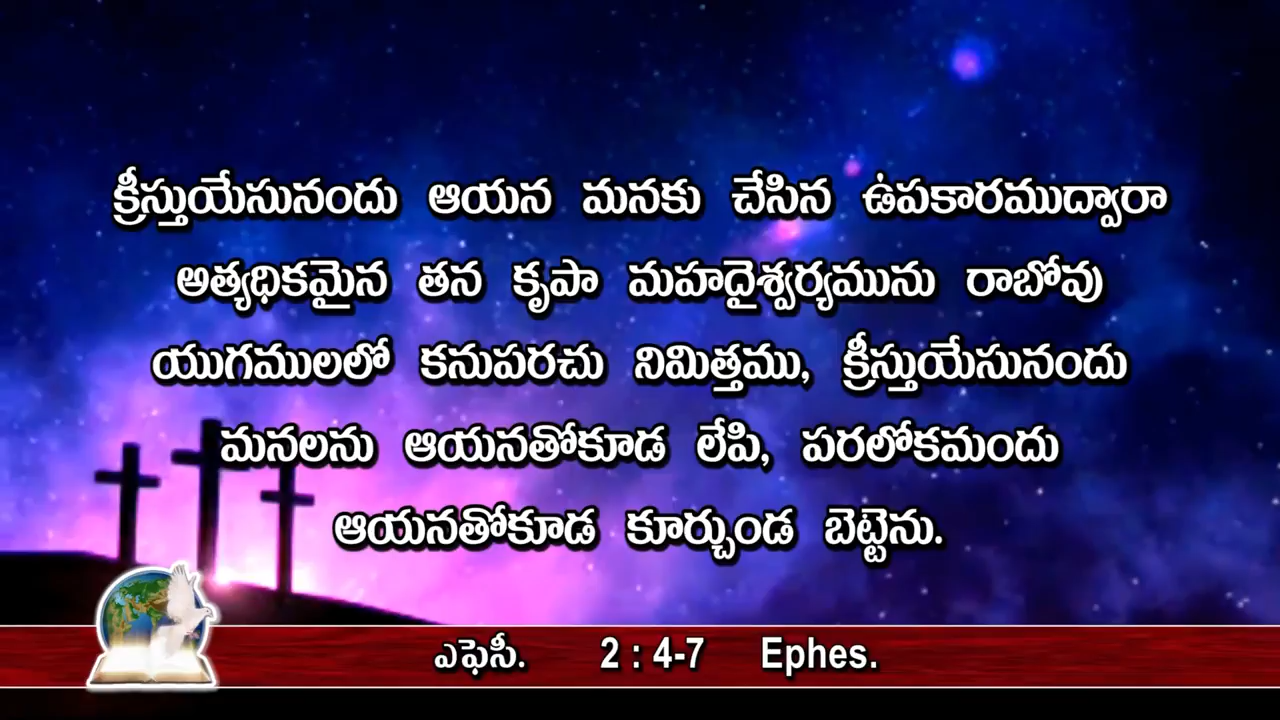 క్రీస్తుయేసునందు ఆయన మనకు చేసిన ఉపకారముద్వారా
అత్యధికమైన తన కృపా మహదైశ్వర్యమును రాబోవు
యుగములలో కనుపరచు నిమిత్తము, క్రీస్తుయేసునందు
మనలను ఆయనతోకూడ లేపి, పరలోకమందు
ఆయనతోకూడ కూర్చుండ బెట్టెను.
ఎఫెసీ. 2 : 4-7 Ephes.